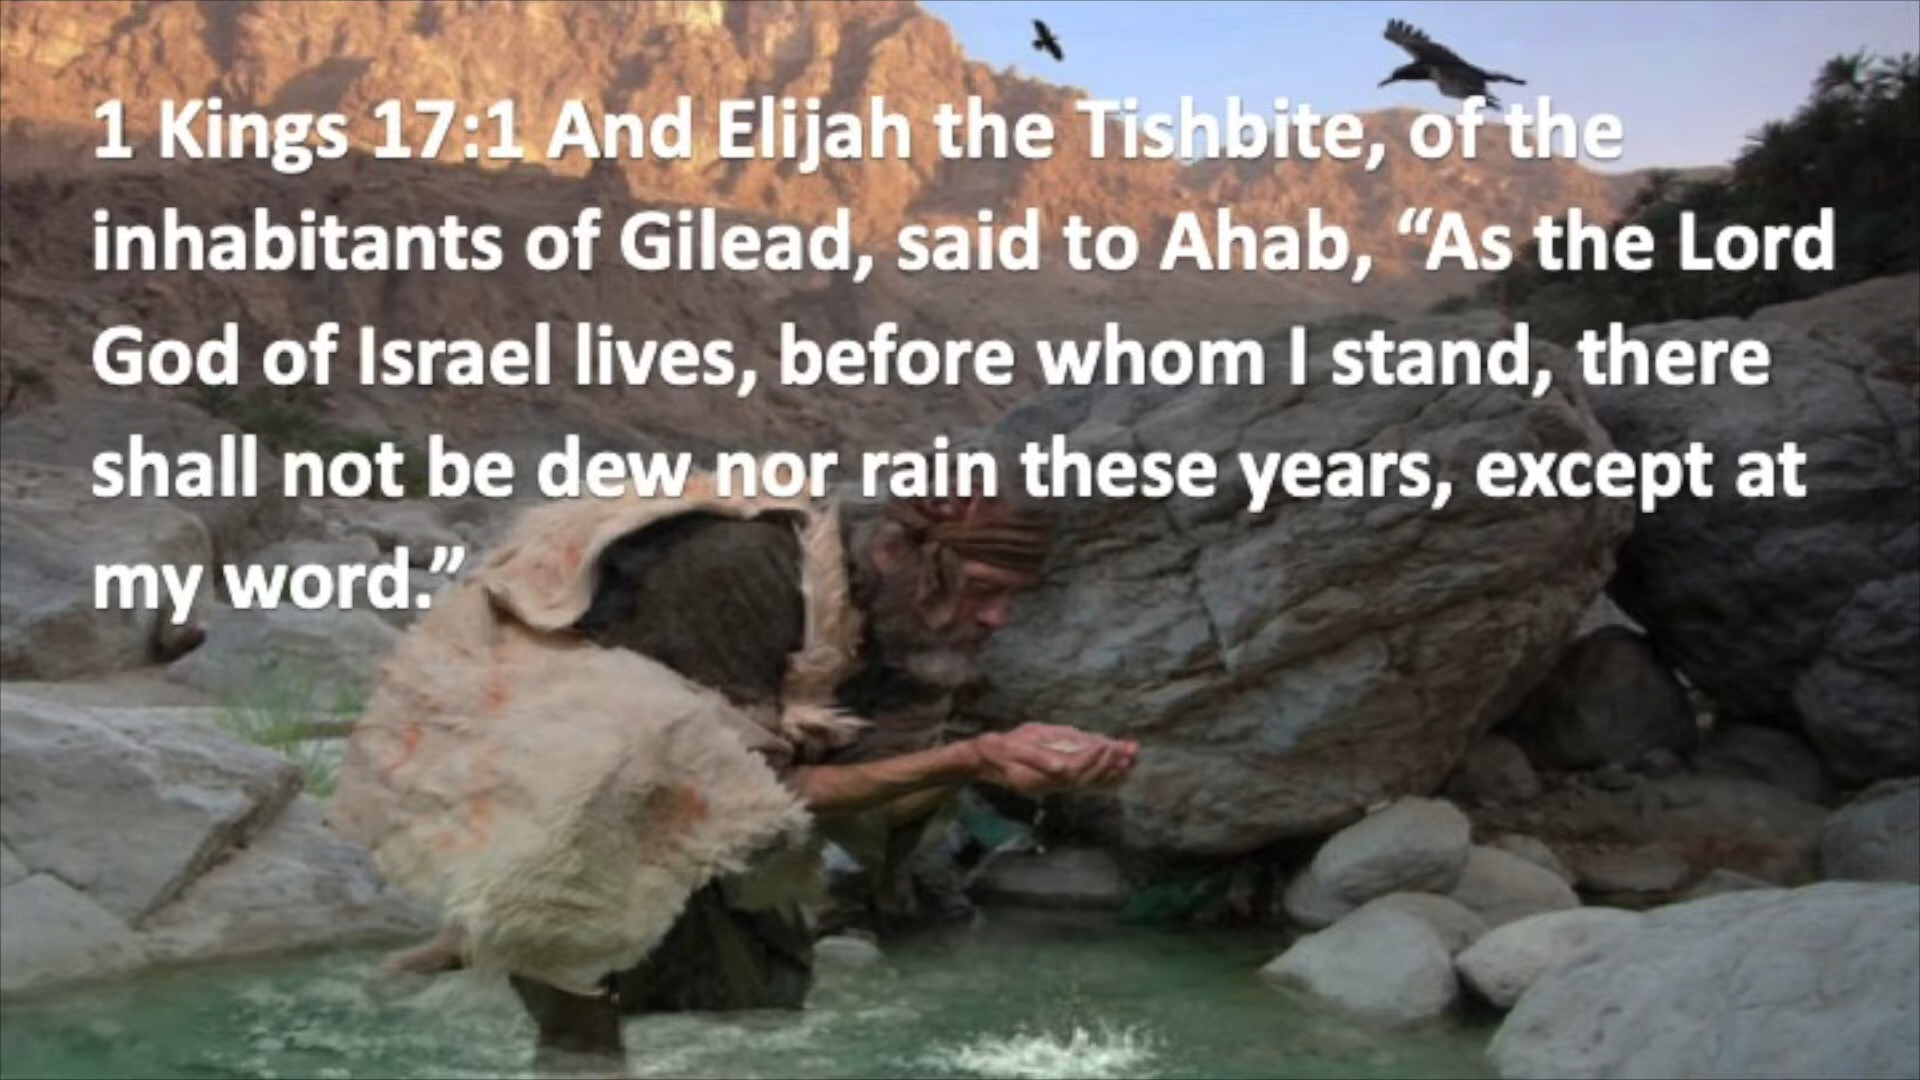 1 Kings 17:1 And Elijah the Tishbite, of the
inhabitants of Gilead, said to Ahab, “As the Lord
God of Israel lives, before whom I stand, there
shall not be dew nor rain these years, except at
my word.”